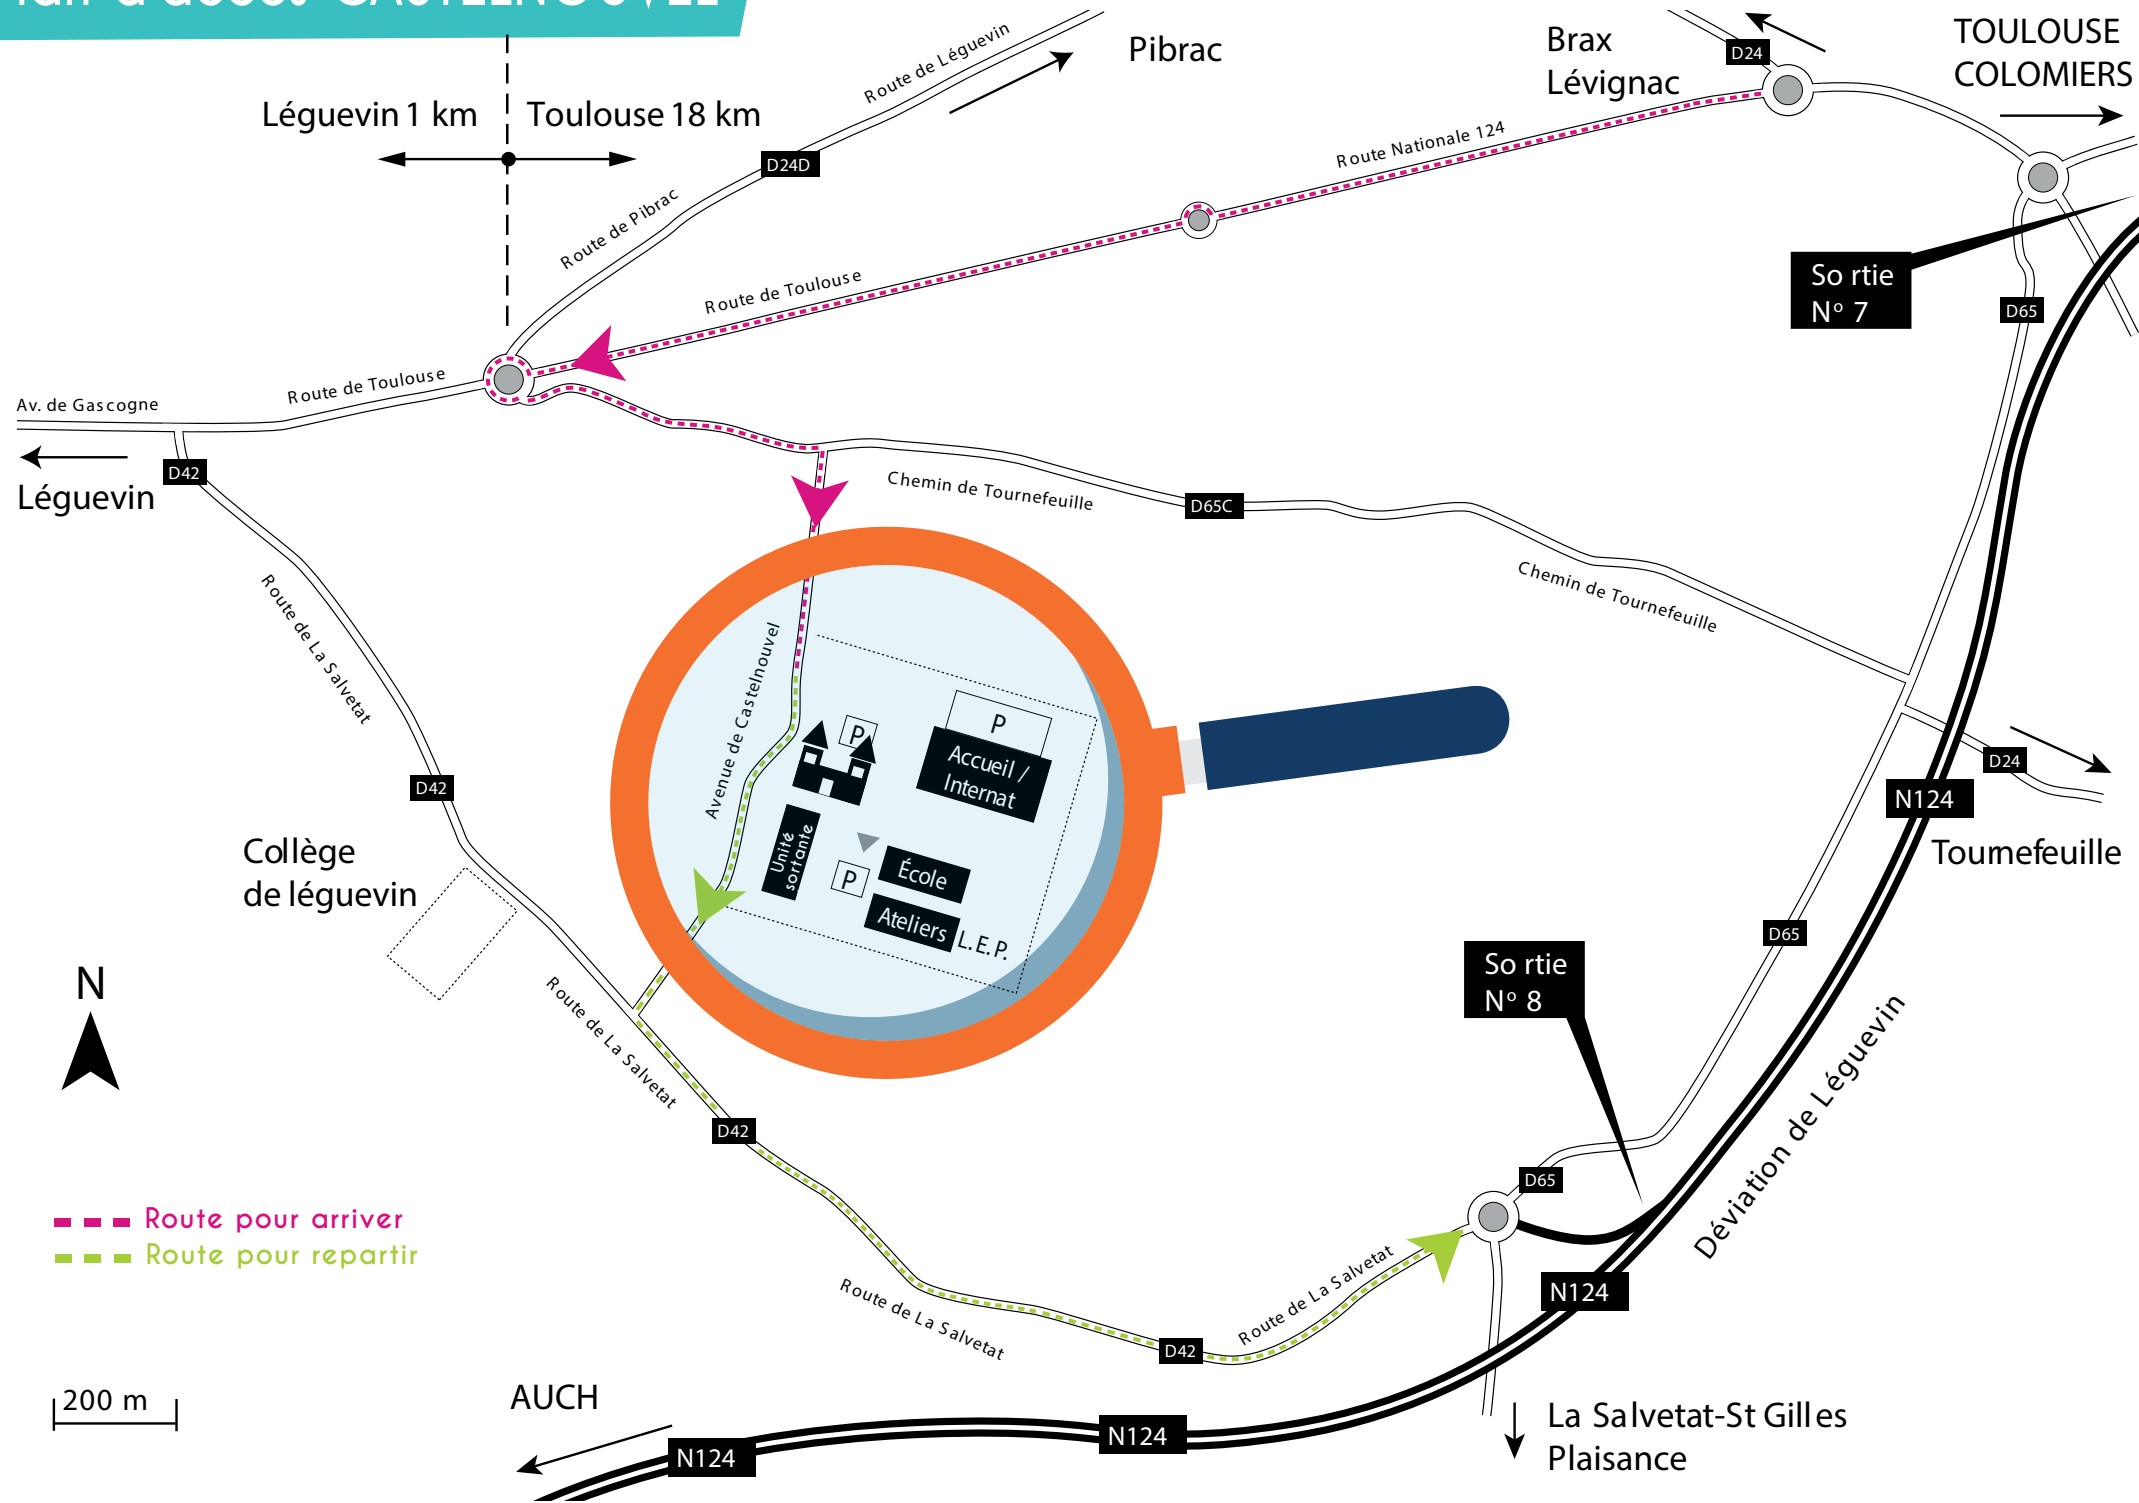 CASTELNOUVEL
Léguevin 1 km
Toulouse 18 km
Route de Léguevin
Pibrac
Brax
Lévignac
D24
TOULOUSE
COLOMIERS
D24D
Route de Pibrac
Route Nationale 124
Route de Toulouse
So rtie
Nº 7
D65
Route de Toulouse
Av. de Gascogne
Léguevin
D42
Chemin de Tournefeuille
D65C
Chemin de Tournefeuille
Route de La Salvetat
Avenue de Castelnouvel
P
P
Accueil /
Internat
Unité
sortante
P
École
Ateliers
L.E.P.
D24
N124
Tournefeuille
D42
Collège
de léguevin
D65
So rtie
Nº 8
N
Route de La Salvetat
Déviation de Léguevin
D42
D65
Route pour arriver
Route pour repartir
Route de La Salvetat
Route de La Salvetat
D42
N124
200 m
AUCH
N124
N124
La Salvetat-St Gilles
Plaisance